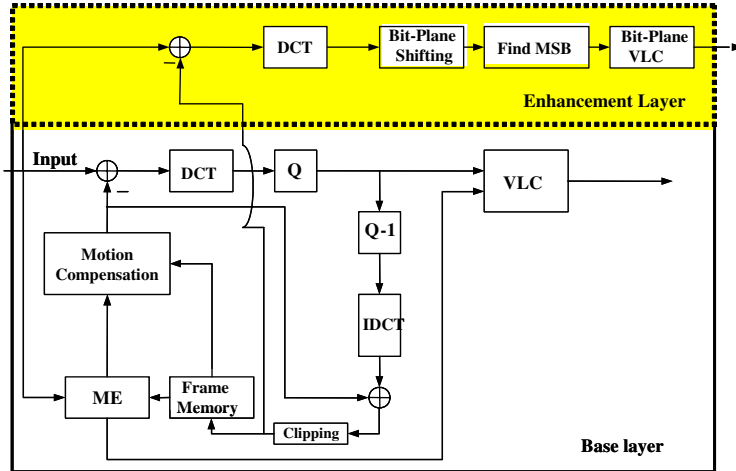 DCT
Bit-Plane
Shifting
Find MSB
Bit-Plane
VLC
Enhancement Layer
Input
DCT
Q
VLC
Q-1
Motion
Compensation
IDCT
ME
Frame
Memory
Clipping
Base layer